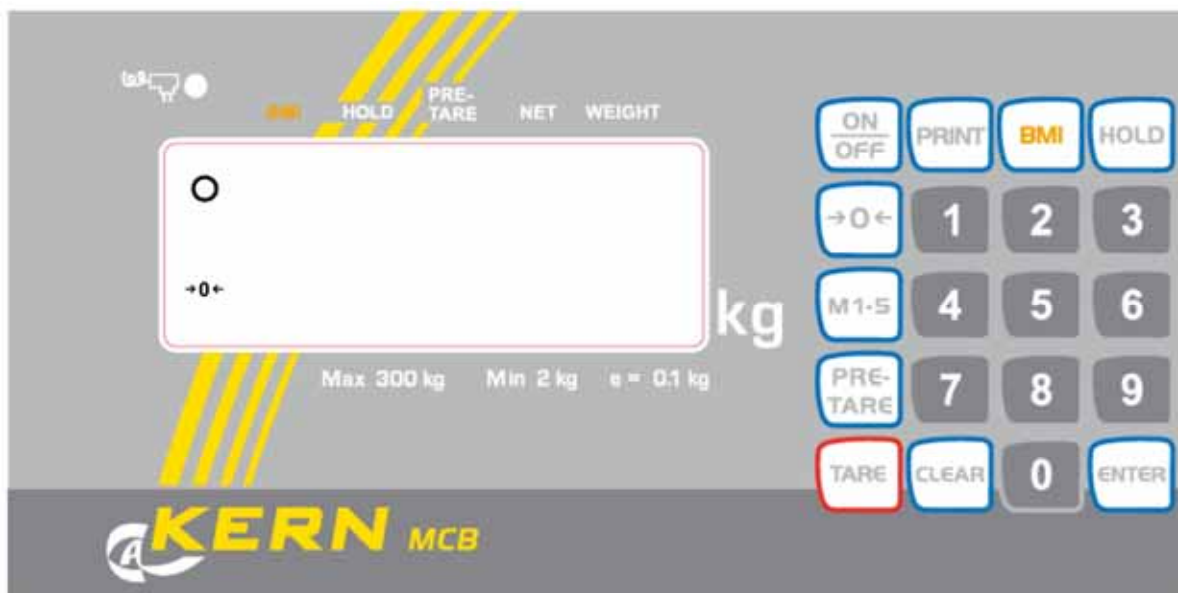 BMI HOLD PRE-
TARE NET WEIGHT
→0←
kg
Max 300 kg Min 2 kg e = 0.1 kg
ON
OFF
PRINT BMI HOLD
→0← 1 2 3
M1-5 4 5 6
PRE-
TARE
7 8 9
TARE CLEAR 0 ENTER
KERN MCB